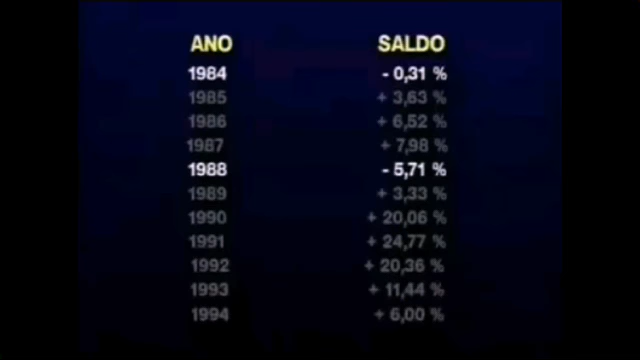 ANO SALDO
1984 - 0,31 %
1985 + 3,63 %
1986 + 6,52 %
1987 + 7,98 %
1988 - 5,71 %
1989 + 3,33 %
1990 + 20,06 %
1991 + 24,77 %
1992 + 20,36 %
1993 + 11,44 %
1994 + 6,00 %